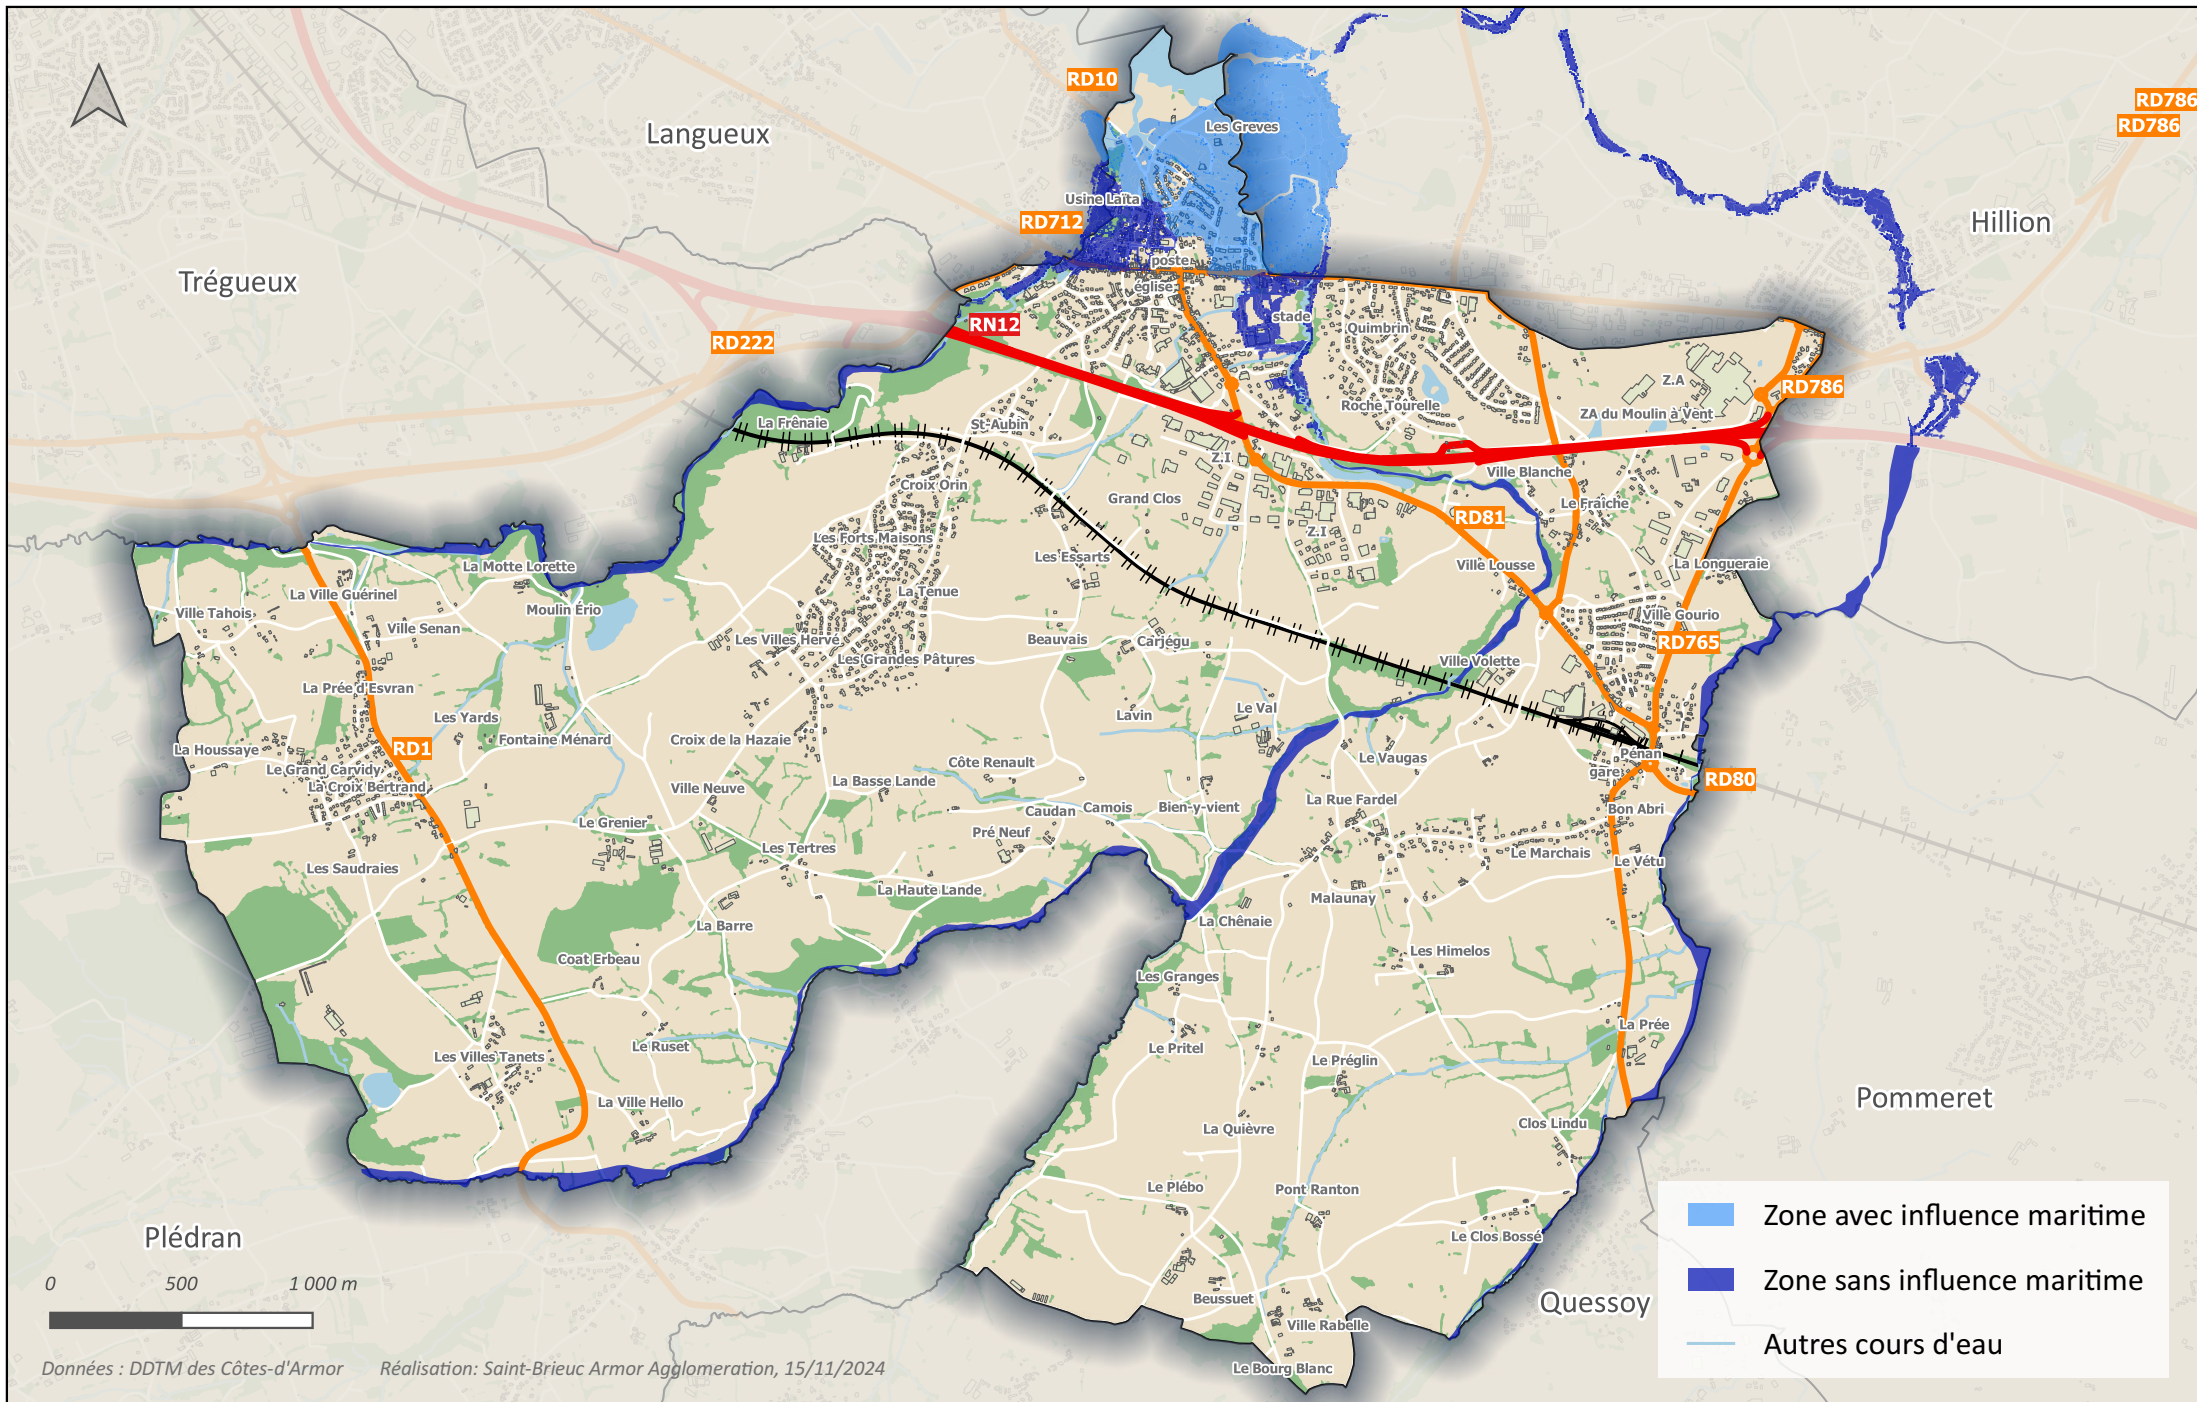 RD10
RD786
RD786
Langueux
Les Greves
Usine Laïta
RD712
Hillion
Trégueux
poste
église
stade
RN12
Quimbrin
RD222
Z.A
RD786
Roche Tourelle
ZA du Moulin à Vent
La Frênaie
St-Aubin
Z.I.
Ville Blanche
Croix Orin
Grand Clos
Le Fraîche
RD81
Z.I
Les Forts Maisons
Les Essarts
La Motte Lorette
Ville Lousse
La Longueraie
La Ville Guérinel
La Tenue
Moulin Ério
Ville Tahois
Ville Senan
Ville Gourio
Les Villes Hervé
Beauvais
Carjégu
RD765
Les Grandes Pâtures
Ville Volette
La Prée d'Esvran
Les Yards
Lavin
Le Val
RD1
La Houssaye
Fontaine Ménard
Croix de la Hazaie
Le Vaugas
Pénan
Le Grand Carvidy
Côte Renault
gare
RD80
La Croix Bertrand
Ville Neuve
La Basse Lande
La Rue Fardel
Caudan
Camois
Bien-y-vient
Bon Abri
Le Grenier
Pré Neuf
Les Tertres
Le Marchais
Le Vétu
Les Saudraies
La Haute Lande
Malaunay
La Barre
La Chênaie
Coat Erbeau
Les Himelos
Les Granges
La Prée
Les Villes Tanets
Le Ruset
Le Pritel
Le Préglin
La Ville Hello
Pommeret
Clos Lindu
La Quièvre
Le Plébo
Pont Ranton
Plédran
Le Clos Bossé
Beussuet
Quessoy
Ville Rabelle
Le Bourg Blanc
Zone avec influence maritime
Zone sans influence maritime
Autres cours d'eau
0 500 1 000 m
Données : DDTM des Côtes-d'Armor Réalisation: Saint-Brieuc Armor Agglomeration, 15/11/2024